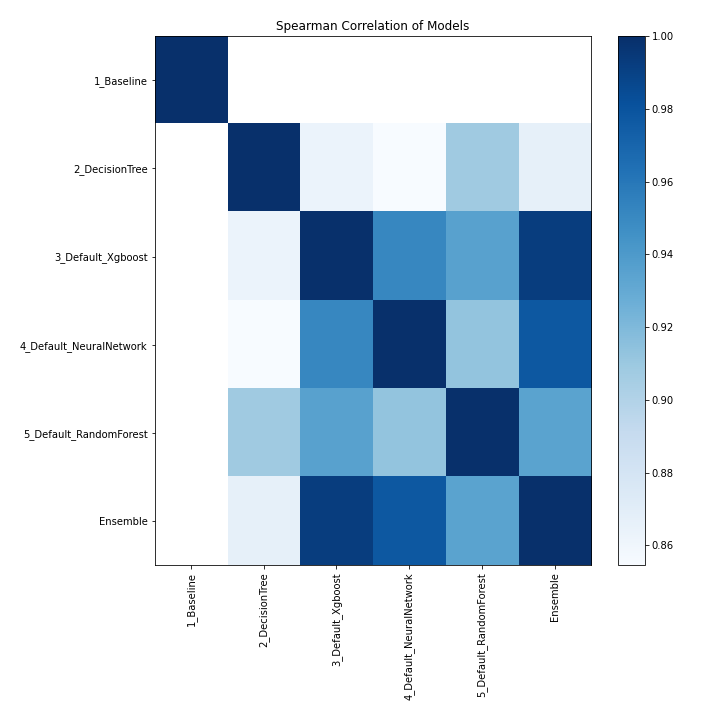 Spearman Correlation of Models
1_Baseline
2_DecisionTree
3_Default_Xgboost
4_Default_NeuralNetwork
5_Default_RandomForest
Ensemble
1_Baseline
2_DecisionTree
3_Default_Xgboost
4_Default_NeuralNetwork
5_Default_RandomForest
Ensemble
1.00
0.98
0.96
0.94
0.92
0.90
0.88
0.86